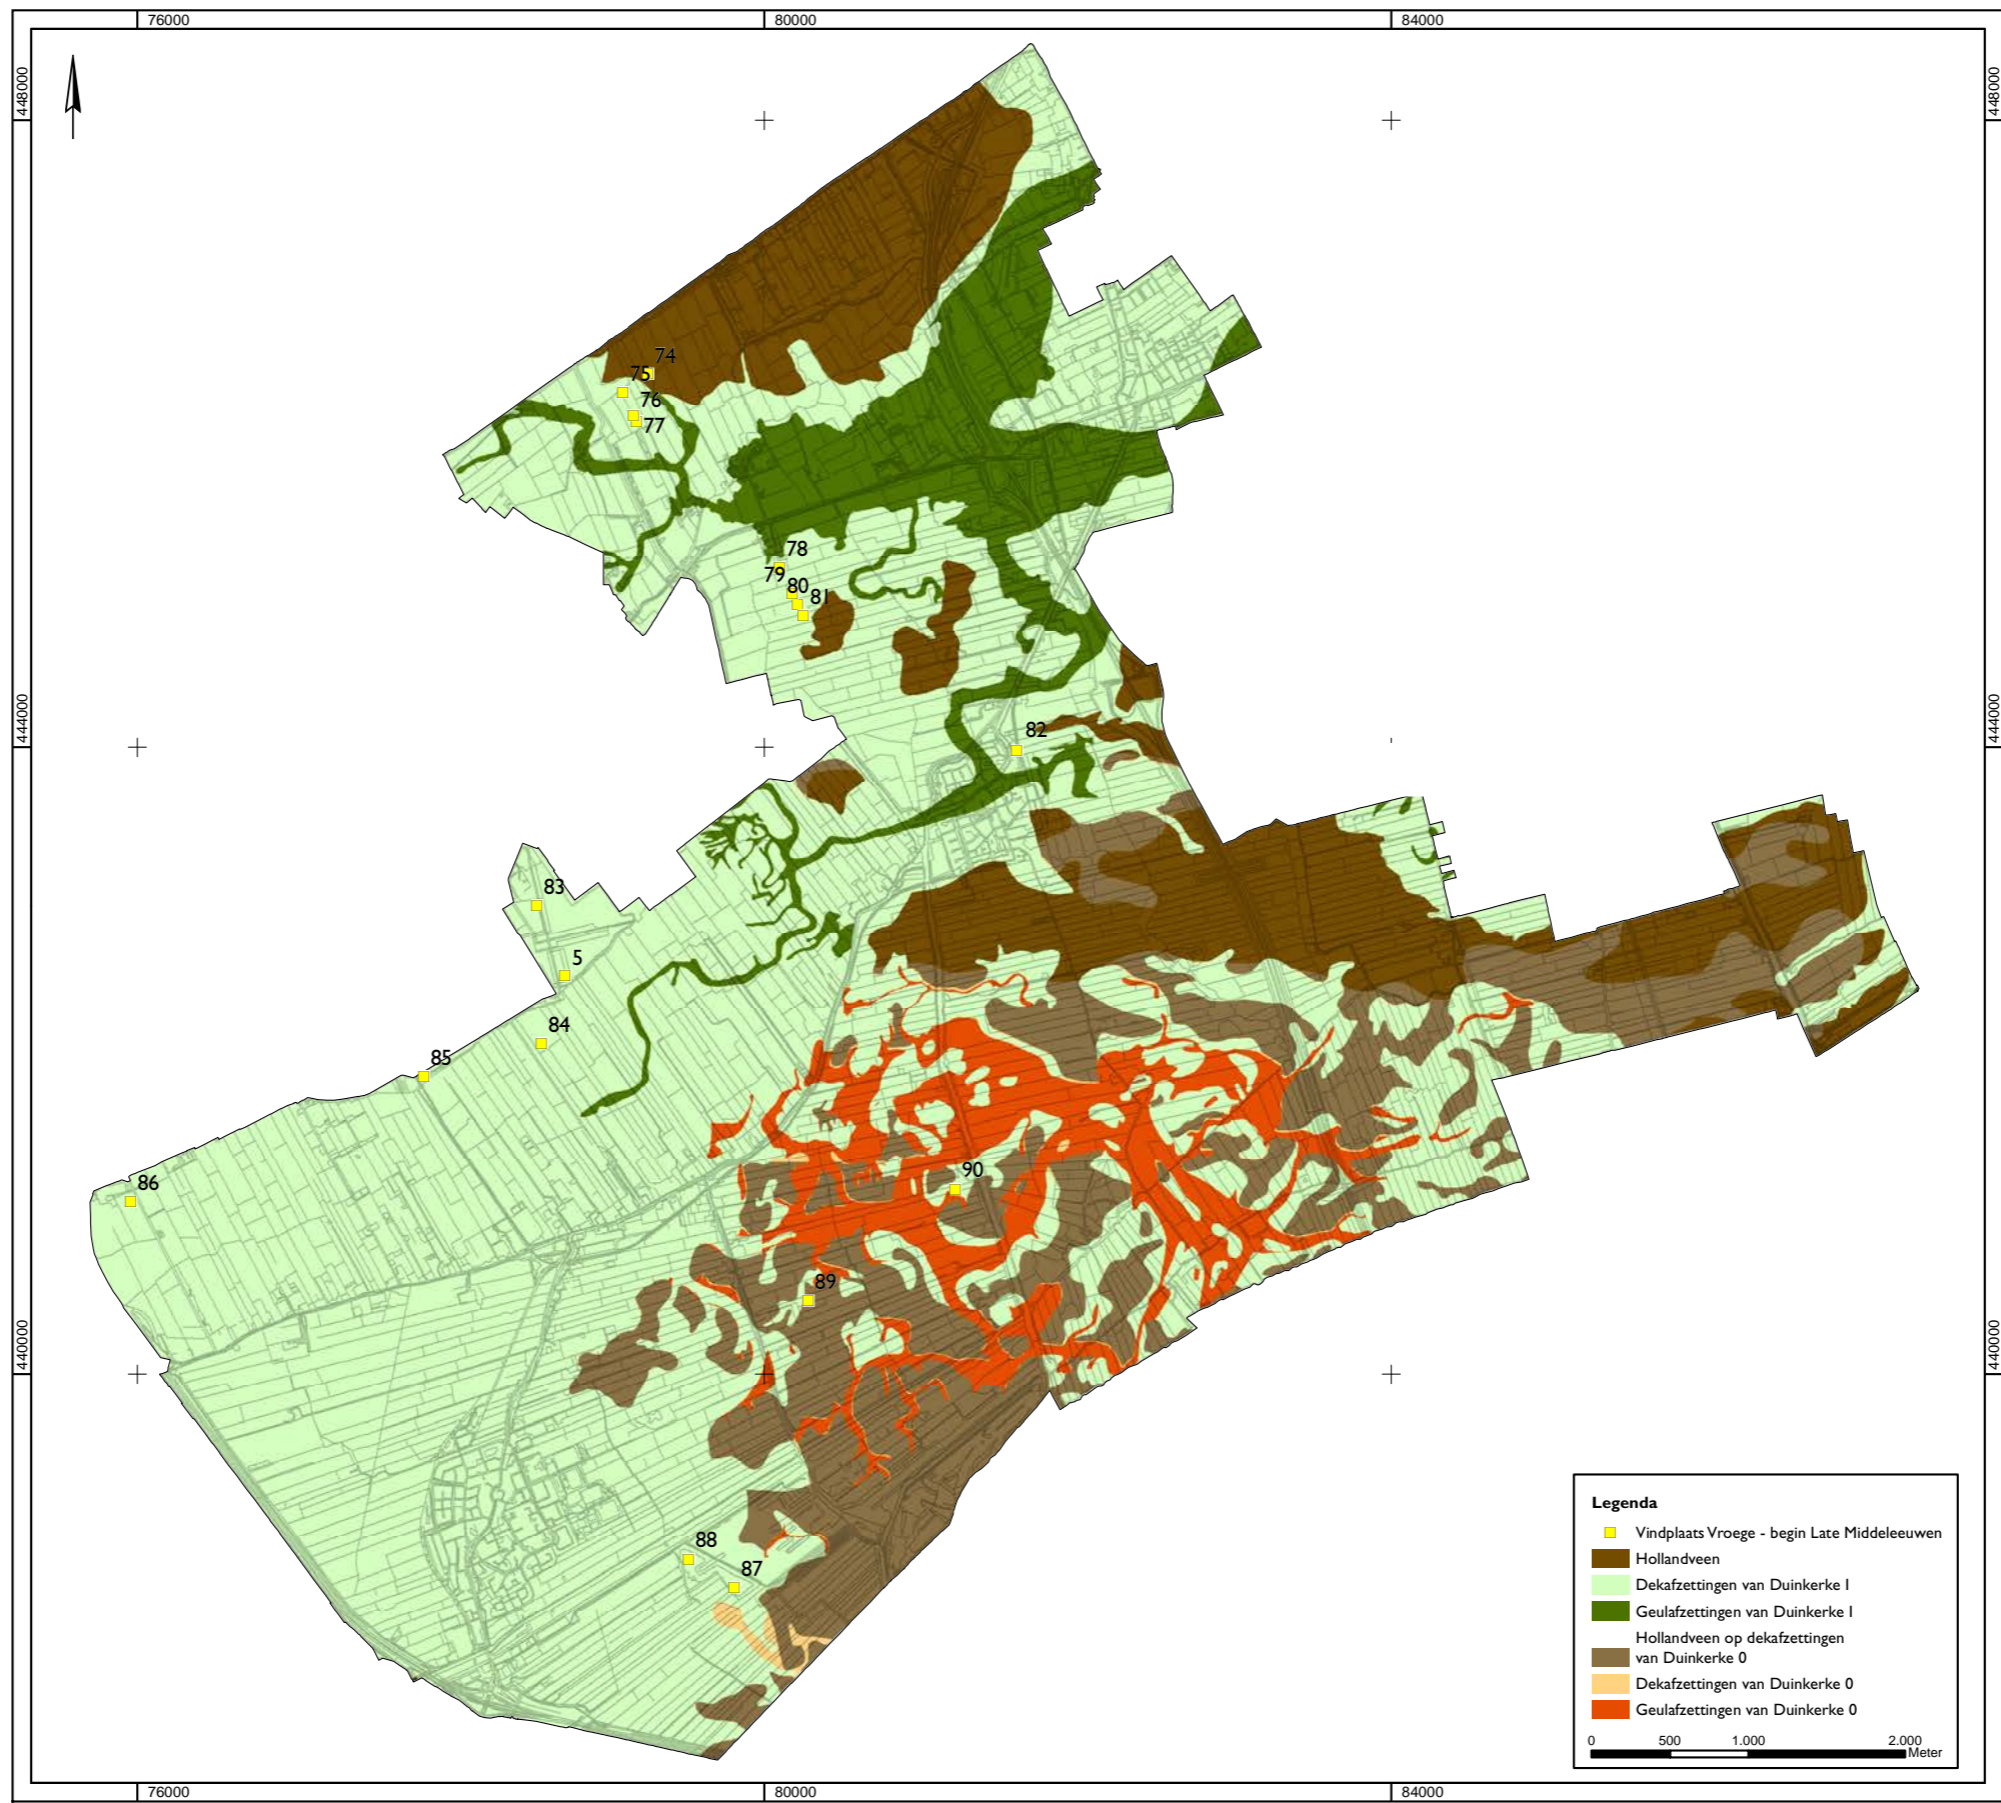 76000
80000
84000
448000
448000
74
75
76
77
78
79
80
81
444000
444000
82
83
5
84
85
86
90
89
440000
440000
88
87
Legenda
Vindplaats Vroege - begin Late Middeleeuwen
Hollandveen
Dekafzettingen van Duinkerke I
Geulafzettingen van Duinkerke I
Hollandveen op dekafzettingen
van Duinkerke 0
Dekafzettingen van Duinkerke 0
Geulafzettingen van Duinkerke 0
0 500 1.000 2.000
Meter
76000
80000
84000